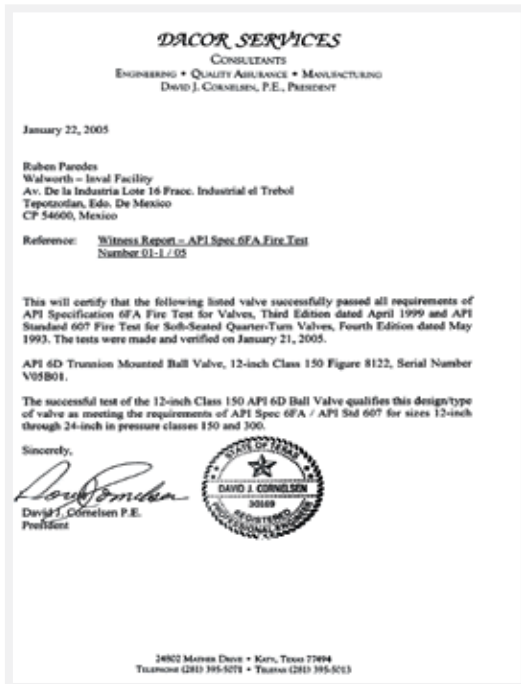 DACOR SERVICES
CONSULTANTS
ENGINEERING • QUALITY ASSURANCE • MANUFACTURING
DAVID J. CORNELSEN, P.E., PRESIDENT
January 22, 2005
Ruben Paredes
Walworth – Inval Facility
Av. De la Industria Lote 16 Fracc. Industrial el Trebol
Tepotzotlan, Edo. De Mexico
CP 54600, Mexico
Reference: Witness Report – API Spec 6FA Fire Test
Number 01-1 / 05
This will certify that the following listed valve successfully passed all requirements of
API Specification 6FA Fire Test for Valves, Third Edition dated April 1999 and API
Standard 607 Fire Test for Soft-Seated Quarter-Turn Valves, Fourth Edition dated May
1993. The tests were made and verified on January 21, 2005.
API 6D Trunnion Mounted Ball Valve, 12-inch Class 150 Figure 8122, Serial Number
V05B01.
The successful test of the 12-inch Class 150 API 6D Ball Valve qualifies this design/type
of valve as meeting the requirements of API Spec 6FA / API Std 607 for sizes 12-inch
through 24-inch in pressure classes 150 and 300.
Sincerely,
David J. Cornelsen P.E.
President
STATE OF TEXAS
DAVID J. CORNELSEN
REGISTERED
PROFESSIONAL ENGINEER
24502 MATHER DRIVE • KATY, TEXAS 77494
TELEPHONE (281) 395-5071 • TELEFAX (281) 395-5013